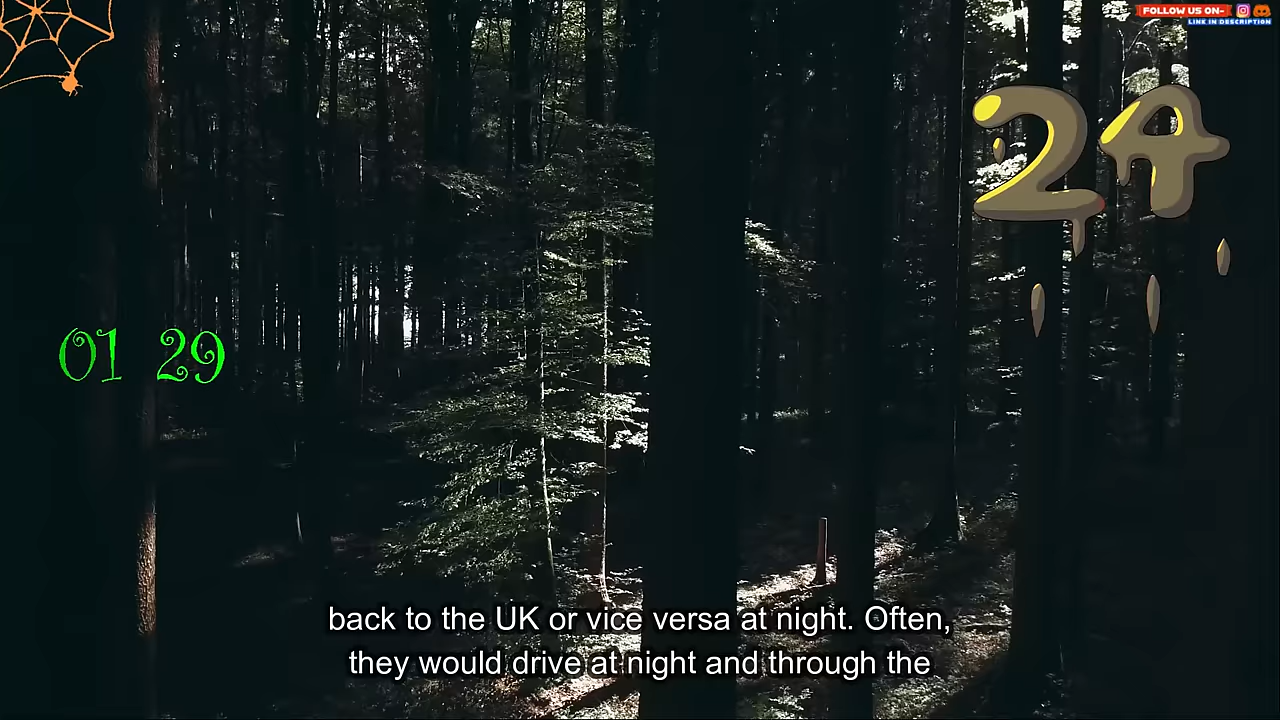 FOLLOW US ON-
LINK IN DESCRIPTION
24
01 29
back to the UK or vice versa at night. Often,
they would drive at night and through the